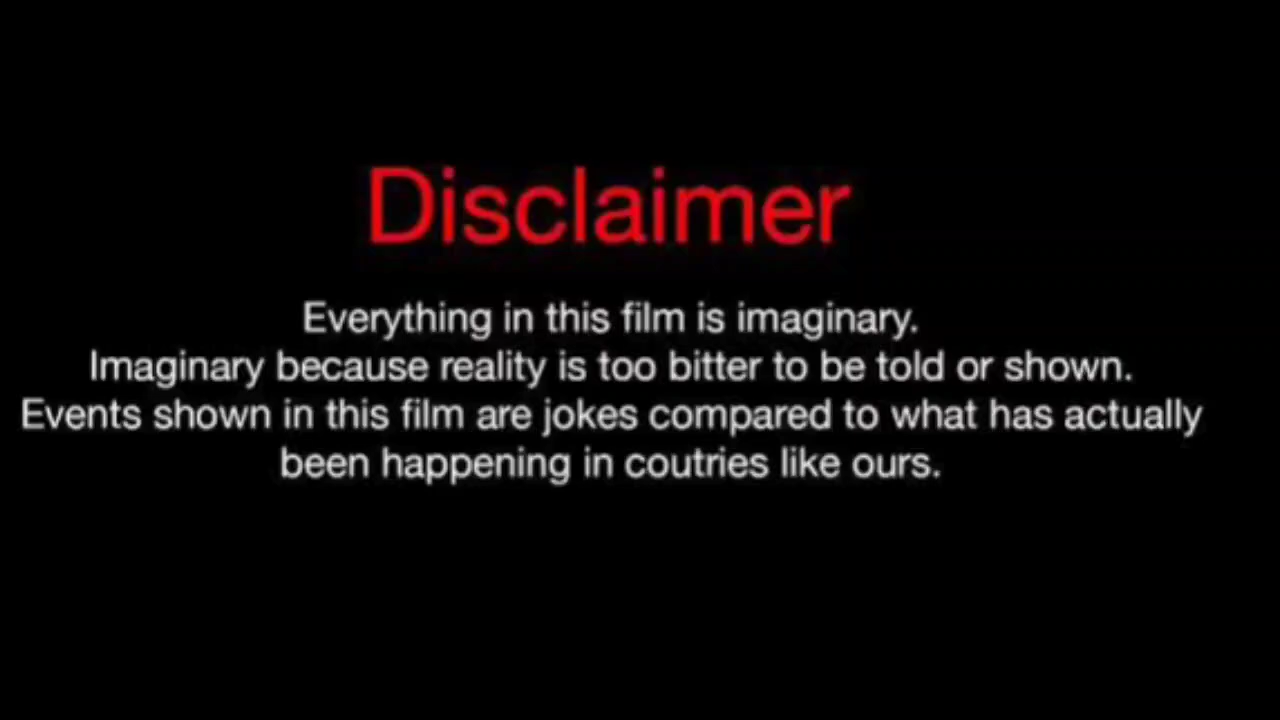 Disclaimer
Everything in this film is imaginary.
Imaginary because reality is too bitter to be told or shown.
Events shown in this film are jokes compared to what has actually
been happening in coutries like ours.